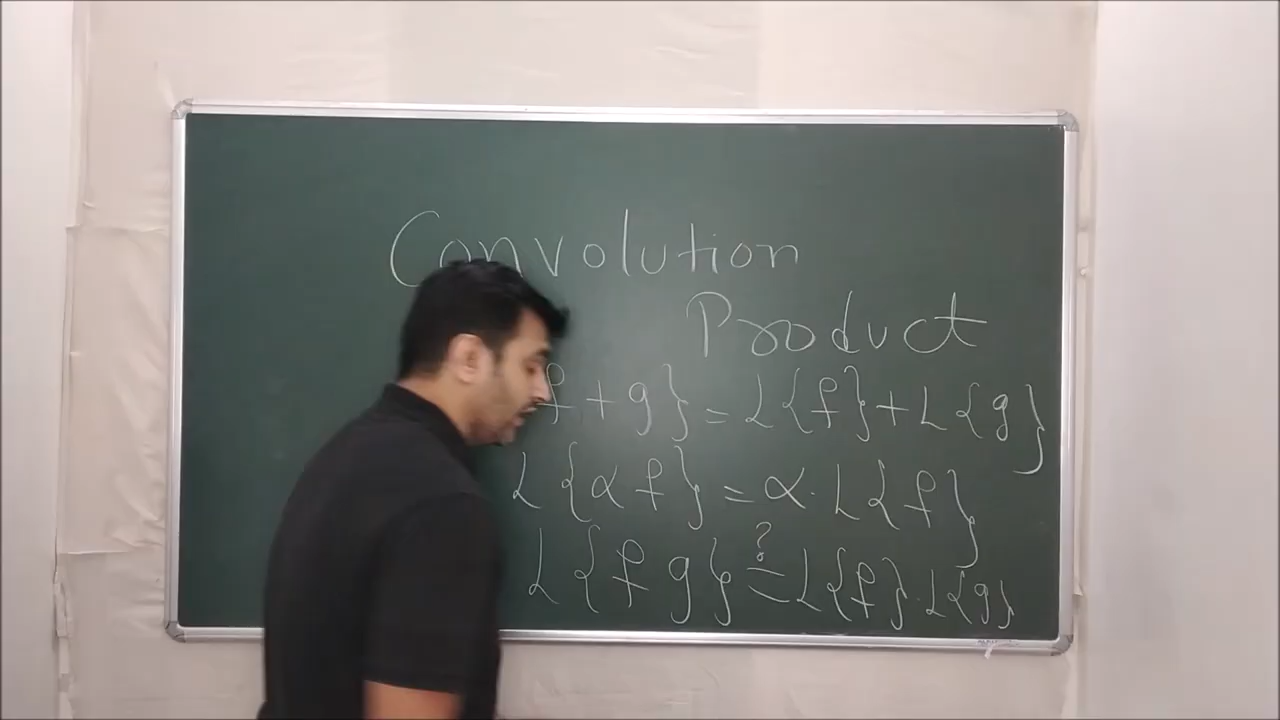 Convolution
Product
f + g} = L{f} + L{g}
L{αf} = α. L{f}
L{f g} ?= L{f}. L{g}